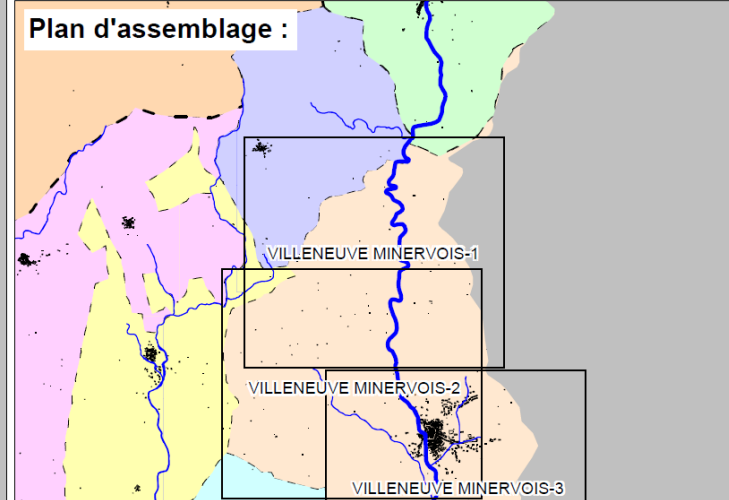 Plan d'assemblage :
VILLENEUVE MINERVOIS-1
VILLENEUVE MINERVOIS-2
VILLENEUVE MINERVOIS-3